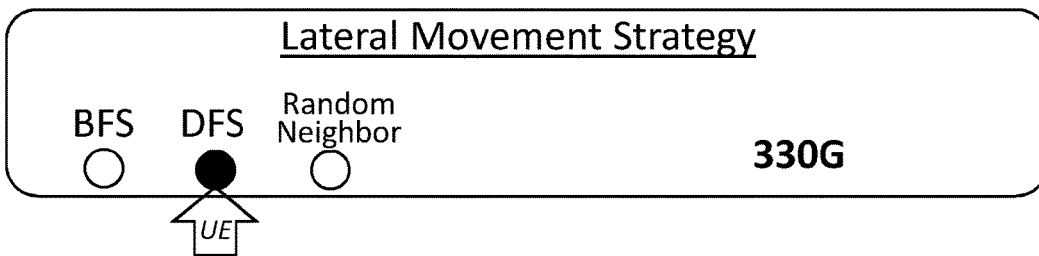 Lateral Movement Strategy
BFS DFS Random Neighbor
330G
UE